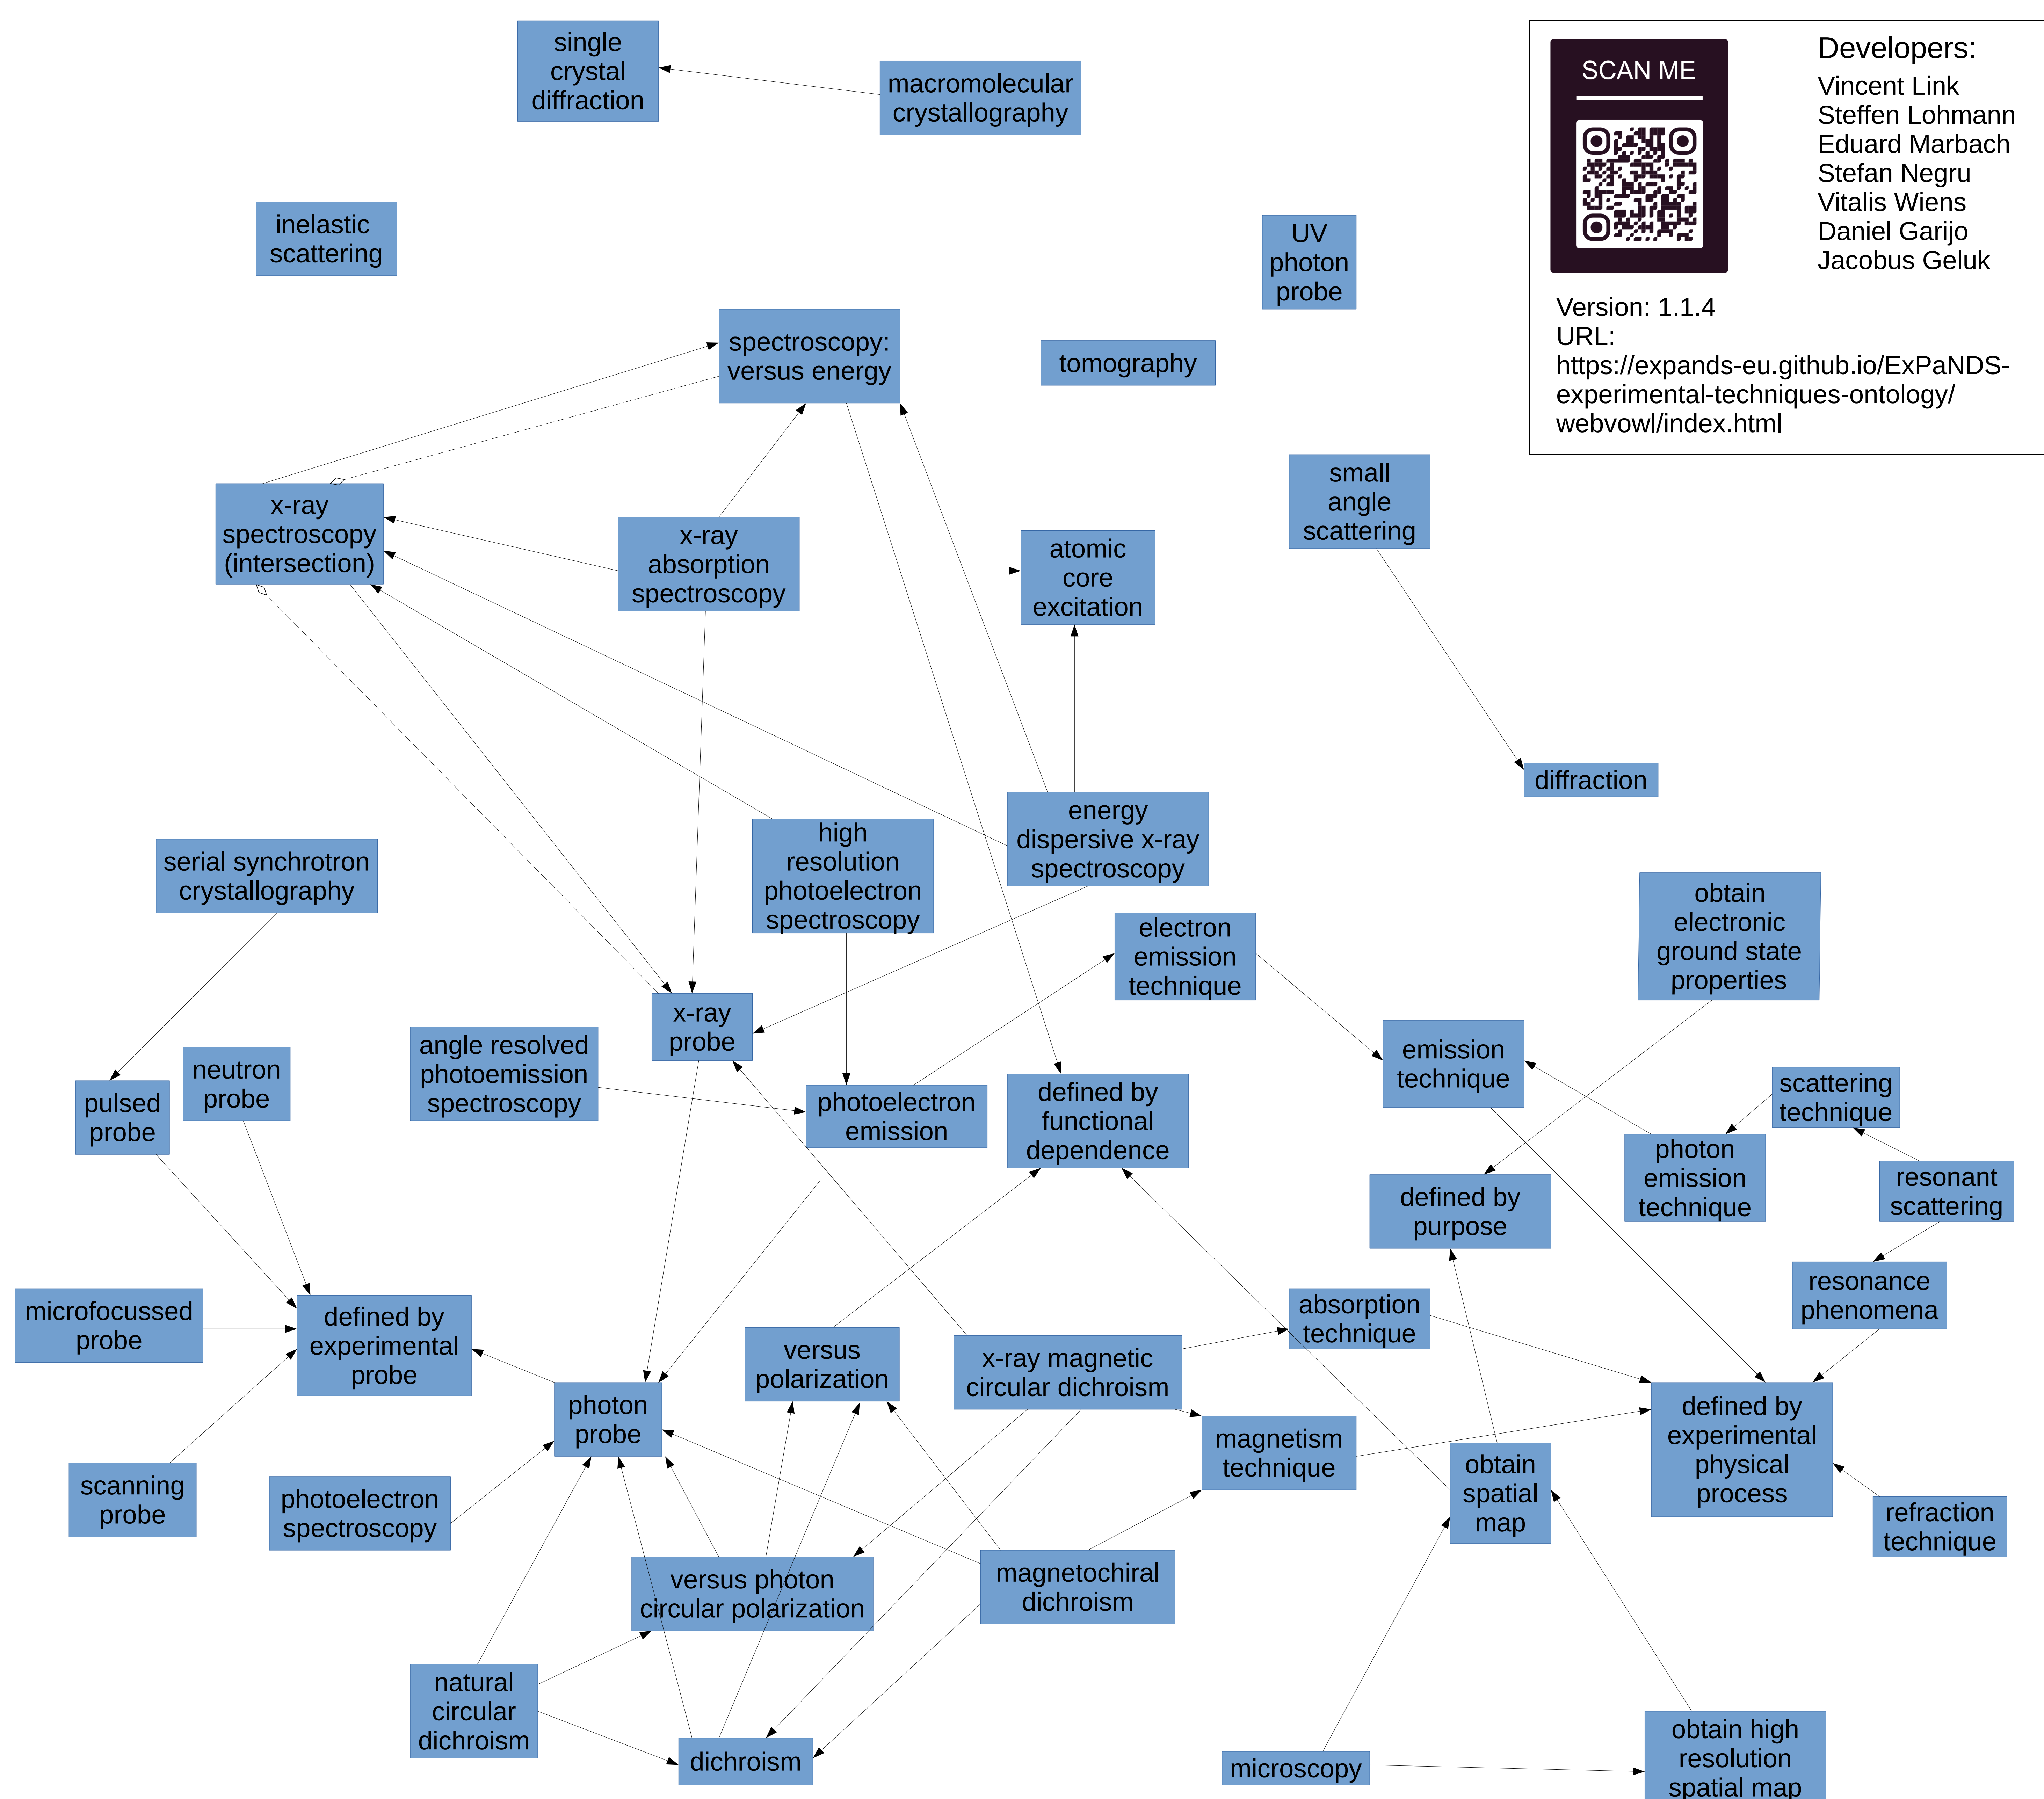 single
crystal
diffraction
macromolecular
crystallography
SCAN ME
Developers:
Vincent Link
Steffen Lohmann
Eduard Marbach
Stefan Negru
Vitalis Wiens
Daniel Garijo
Jacobus Geluk
Version: 1.1.4
URL:
https://expands-eu.github.io/ExPaNDS-
experimental-techniques-ontology/
webvowl/index.html
inelastic
scattering
UV
photon
probe
spectroscopy:
versus energy
tomography
small
angle
scattering
x-ray
spectroscopy
(intersection)
x-ray
absorption
spectroscopy
atomic
core
excitation
diffraction
energy
dispersive x-ray
spectroscopy
high
resolution
photoelectron
spectroscopy
serial synchrotron
crystallography
obtain
electronic
ground state
properties
electron
emission
technique
x-ray
probe
emission
technique
angle resolved
photoemission
spectroscopy
neutron
probe
pulsed
probe
photoelectron
emission
defined by
functional
dependence
scattering
technique
photon
emission
technique
resonant
scattering
defined by
purpose
resonance
phenomena
microfocussed
probe
defined by
experimental
probe
absorption
technique
versus
polarization
x-ray magnetic
circular dichroism
photon
probe
defined by
experimental
physical
process
magnetism
technique
obtain
spatial
map
scanning
probe
photoelectron
spectroscopy
refraction
technique
versus photon
circular polarization
magnetochiral
dichroism
natural
circular
dichroism
dichroism
microscopy
obtain high
resolution
spatial map